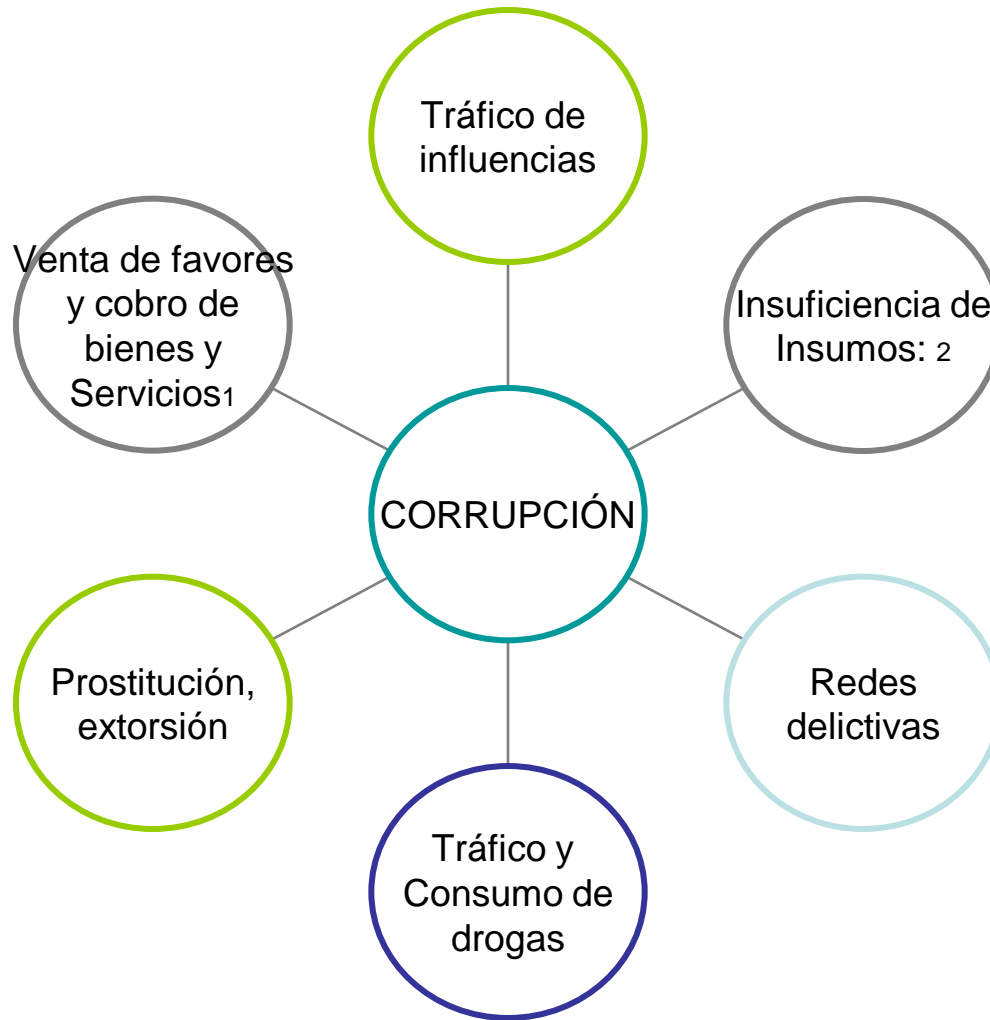 Tráfico de
influencias
Venta de favores
y cobro de
bienes y
Servicios1
Insuficiencia de
Insumos: 2
CORRUPCIÓN
Prostitución,
extorsión
Redes
delictivas
Tráfico y
Consumo de
drogas